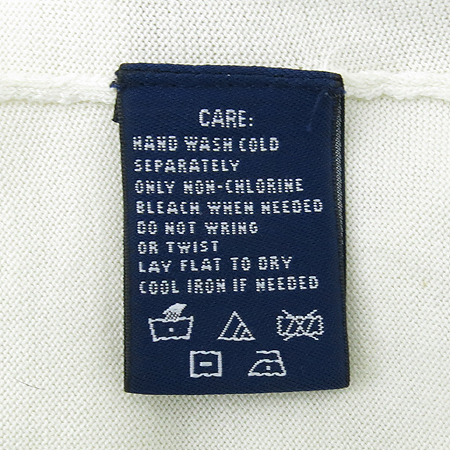 CARE:
HAND WASH COLD
SEPARATELY
ONLY NON-CHLORINE
BLEACH WHEN NEEDED
DO NOT WRING
OR TWIST
LAY FLAT TO DRY
COOL IRON IF NEEDED